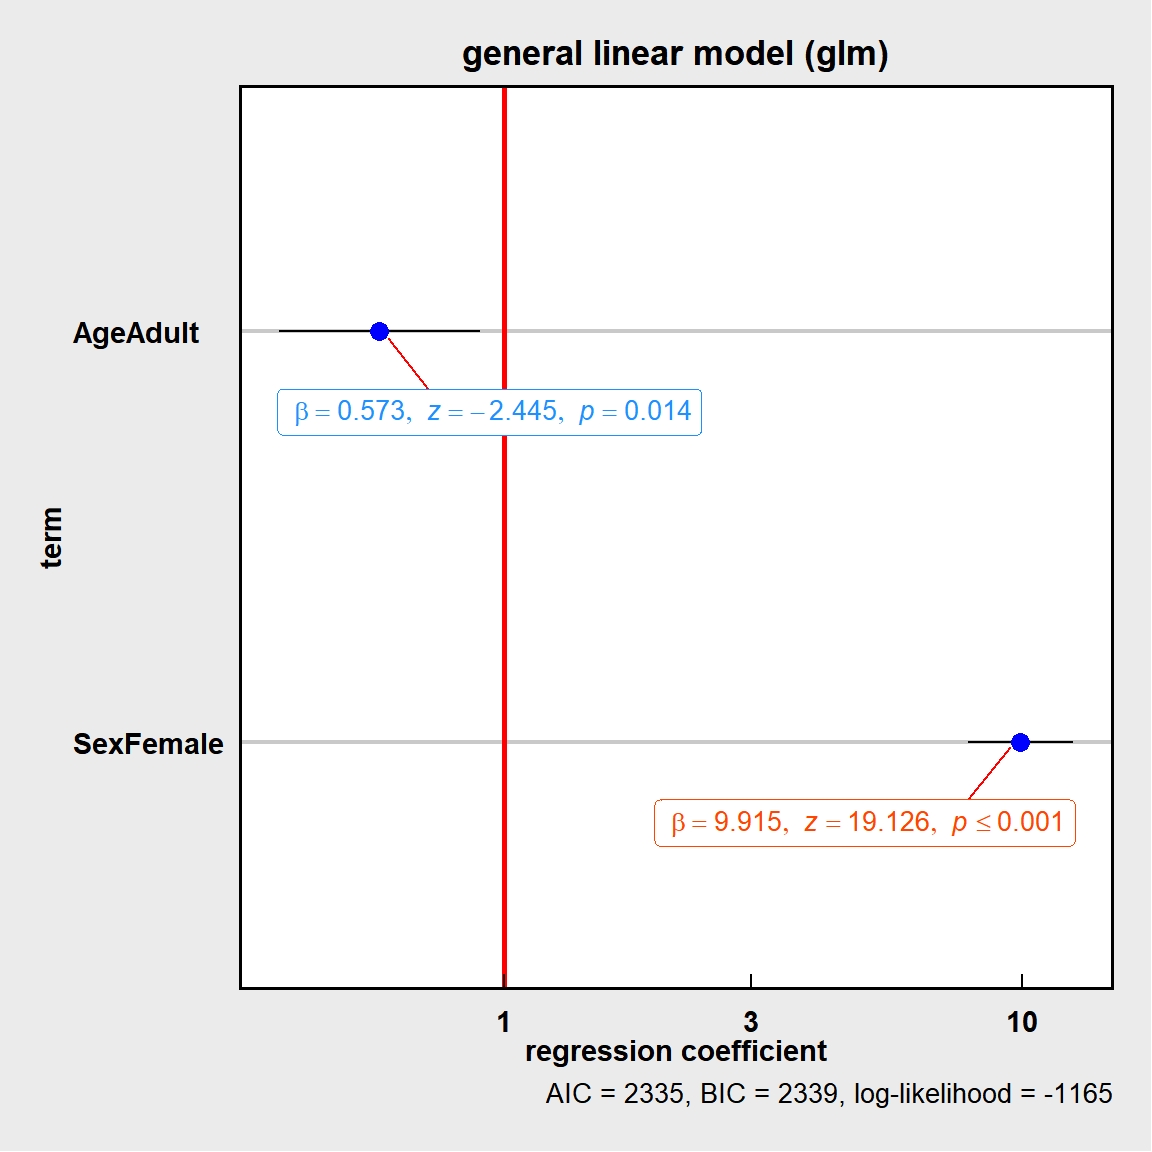 general linear model (glm)
AgeAdult
β = 0.573, z = −2.445, p = 0.014
term
SexFemale
β = 9.915, z = 19.126, p ≤ 0.001
1 3 10
regression coefficient
AIC = 2335, BIC = 2339, log-likelihood = -1165